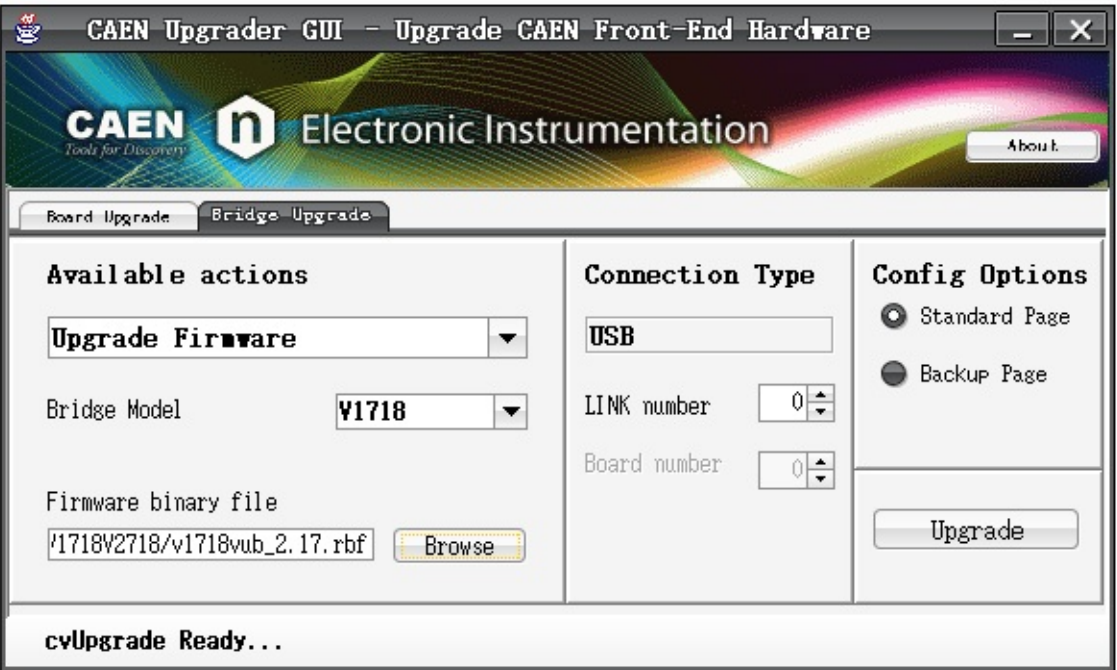 CAEN Upgrader GUI - Upgrade CAEN Front-End Hardware
CAEN
Tools for Discovery
n
Electronic Instrumentation
About
Board Upgrade
Bridge Upgrade
Available actions
Upgrade Firmware
Bridge Model
V1718
Firmware binary file
/1718V2718/v1718vub_2.17.rbf
Browse
Connection Type
USB
LINK number
0
Board number
0
Config Options
Standard Page
Backup Page
Upgrade
cvUpgrade Ready...